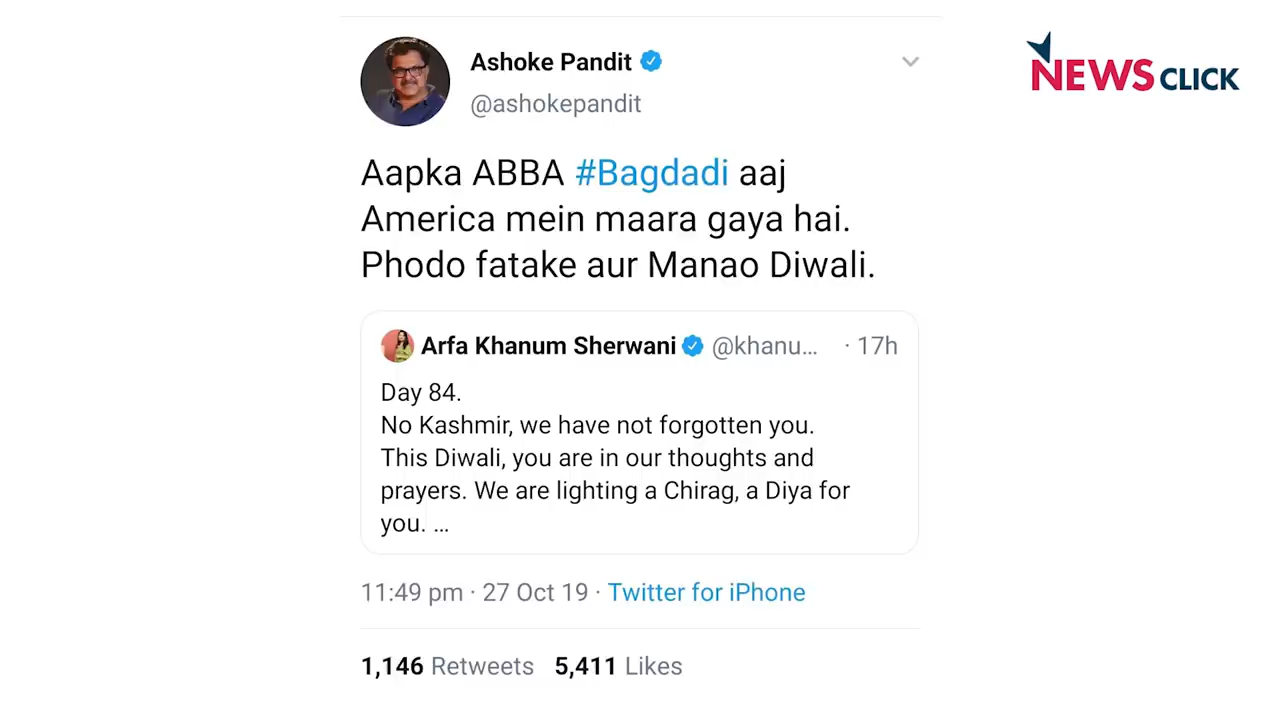 Ashoke Pandit
@ashokepandit
NEWSCLICK
Aapka ABBA #Bagdadi aaj
America mein maara gaya hai.
Phodo fatake aur Manao Diwali.
Arfa Khanum Sherwani @khanu... · 17h
Day 84.
No Kashmir, we have not forgotten you.
This Diwali, you are in our thoughts and
prayers. We are lighting a Chirag, a Diya for
you. ...
11:49 pm · 27 Oct 19 · Twitter for iPhone
1,146 Retweets 5,411 Likes